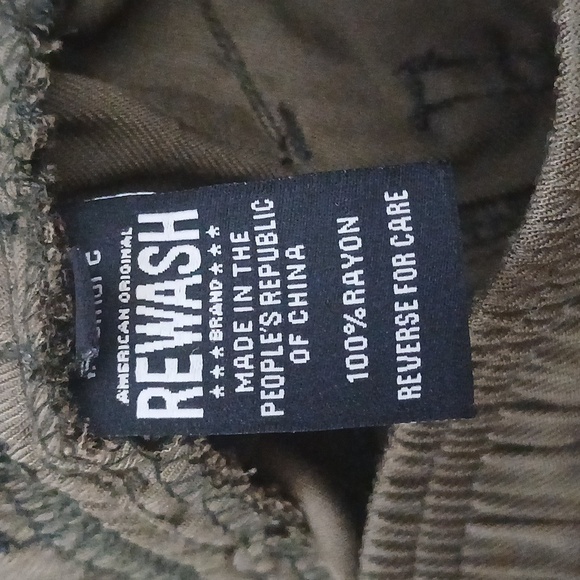 AMERICAN ORIGINAL
REWASH
★★★BRAND★★★
MADE IN THE
PEOPLE'S REPUBLIC
OF CHINA
100% RAYON
REVERSE FOR CARE